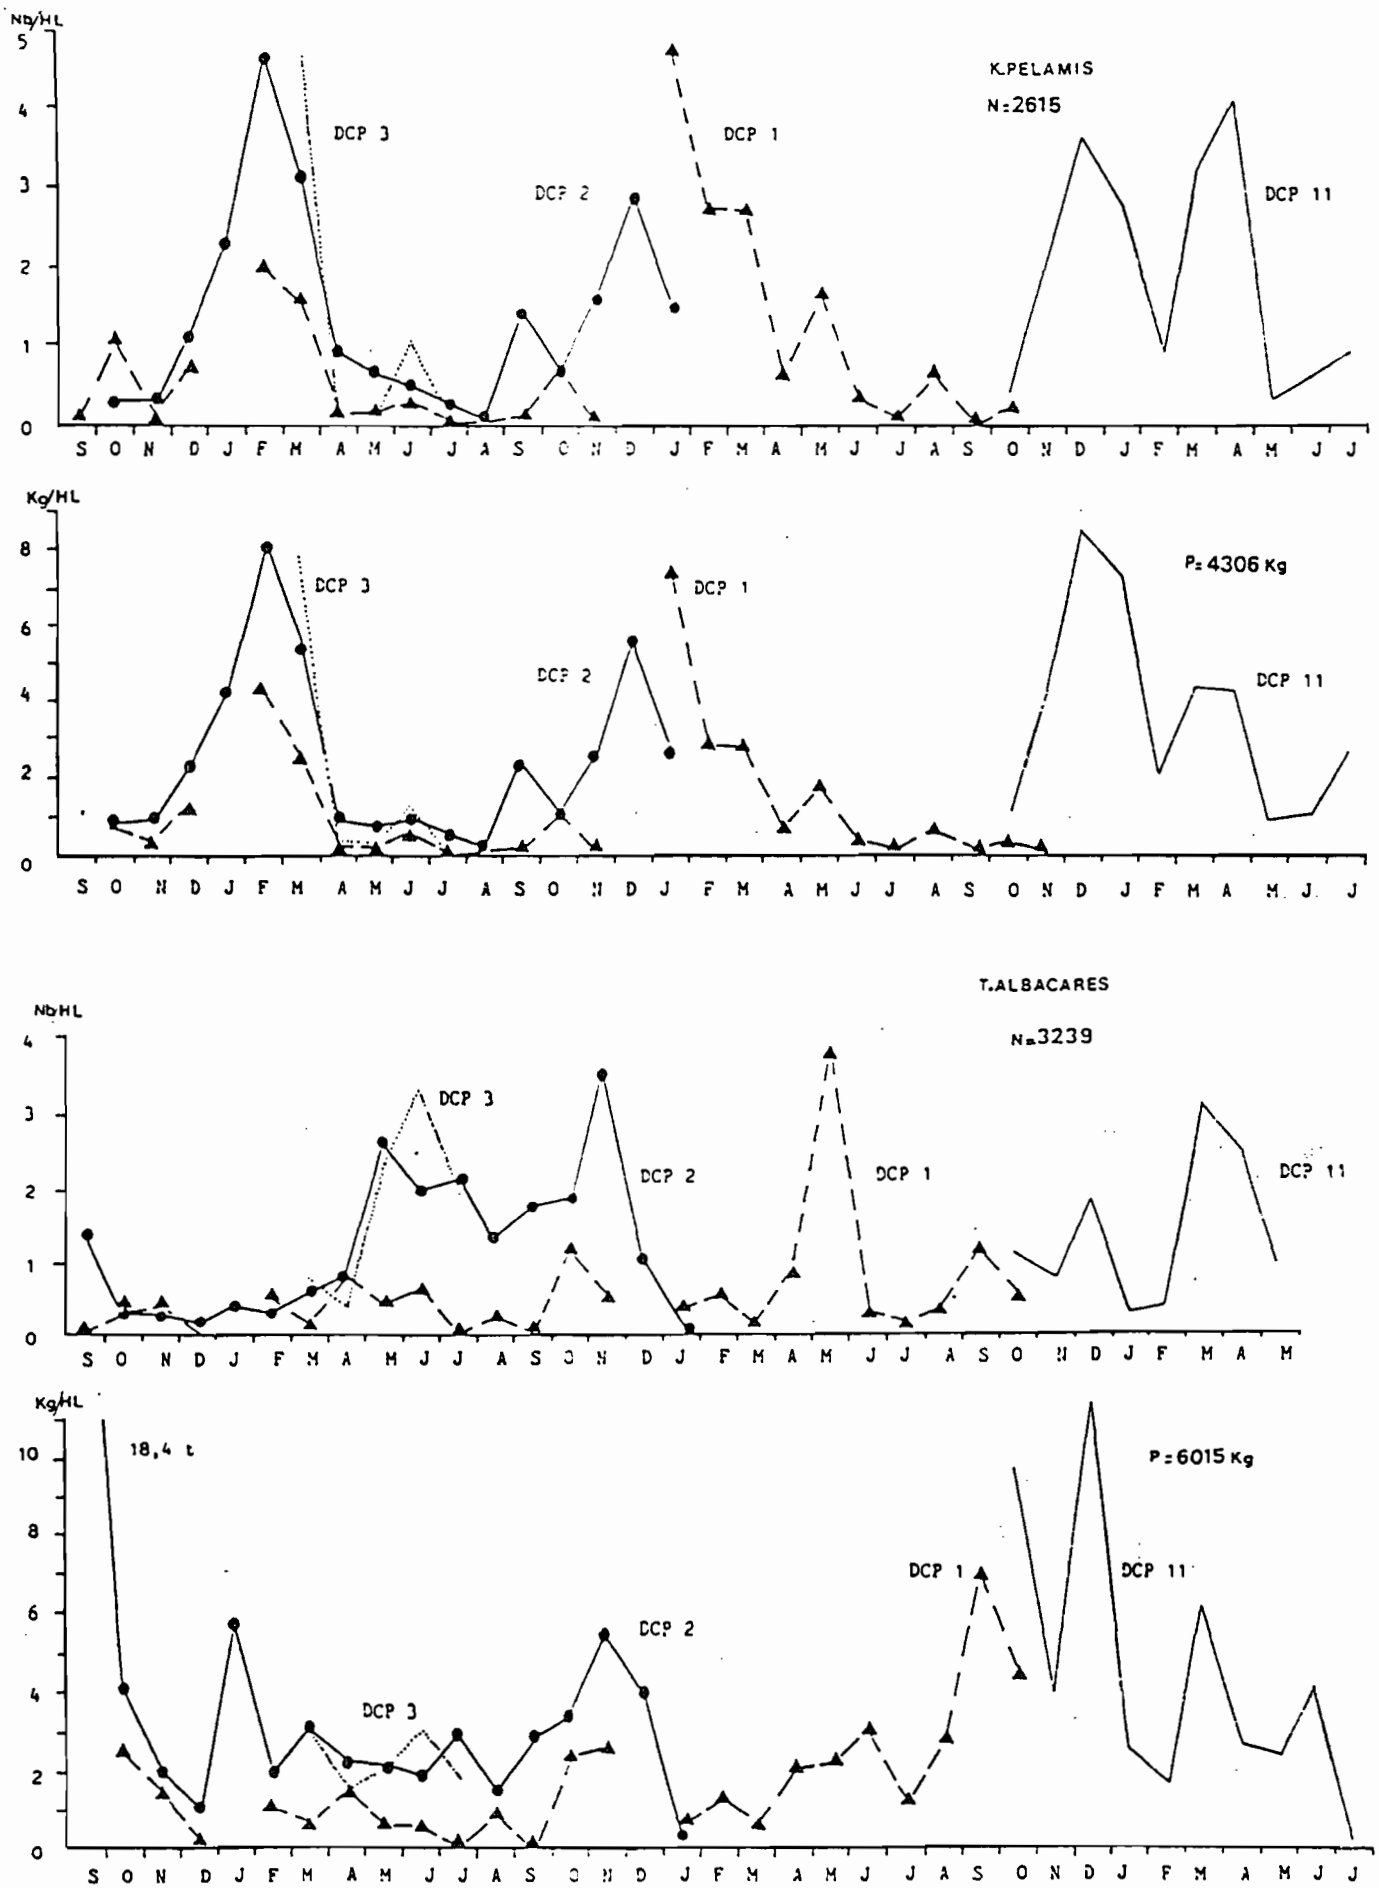 Nb/HL
5
K.PELAMIS
N=2615
4
DCP 3
DCP 1
3
DCP 2
DCP 11
2
1
0
S O N D J F M A M J J A S O N D J F M A M J J A S O N D J F M A M J J
Kg/HL
8
P=4306 Kg
DCP 3
DCP 1
6
DCP 2
DCP 11
4
2
0
S O N D J F M A M J J A S O N D J F M A M J J A S O N D J F M A M J J
T.ALBACARES
Nb/HL
N=3239
4
DCP 3
3
DCP 2
DCP 1
DCP 11
2
1
0
S O N D J F M A M J J A S O N D J F M A M J J A S O N D J F M A M
Kg/HL
18,4 t
P=6015 Kg
10
8
DCP 1
DCP 11
6
DCP 2
DCP 3
4
2
0
S O N D J F M A M J J A S O N D J F M A M J J A S O N D J F M A M J J